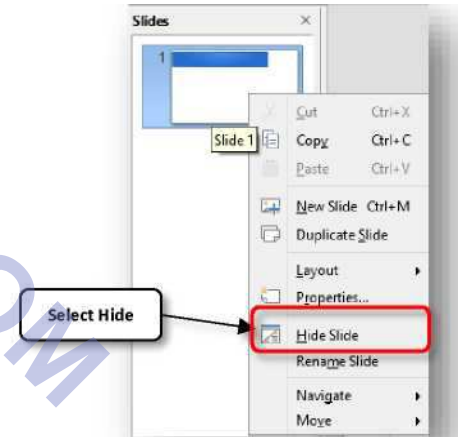 Slides
1
Slide 1
Cut Ctrl+X
Copy Ctrl+C
Paste Ctrl+V
New Slide Ctrl+M
Duplicate Slide
Layout
Properties...
Select Hide
Hide Slide
Rename Slide
Navigate
Move
OM